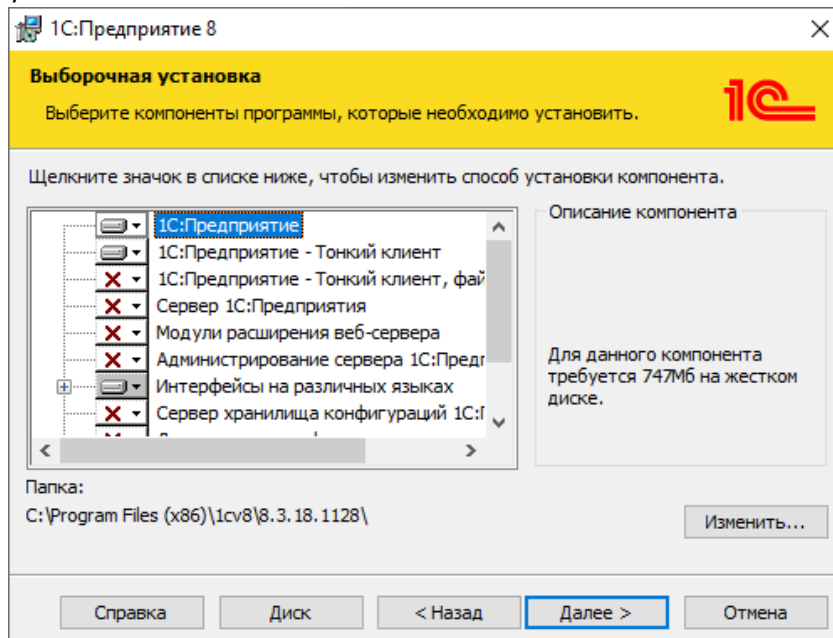 1С:Предприятие 8
Выборочная установка
Выберите компоненты программы, которые необходимо установить.
1С
Щелкните значок в списке ниже, чтобы изменить способ установки компонента.
1С:Предприятие
1С:Предприятие - Тонкий клиент
1С:Предприятие - Тонкий клиент, фай
Сервер 1С:Предприятия
Модули расширения веб-сервера
Администрирование сервера 1С:Пред
Интерфейсы на различных языках
Сервер хранилища конфигураций 1С:
Описание компонента
Для данного компонента
требуется 747Мб на жестком
диске.
Папка:
C:\Program Files (x86)\1cv8\8.3.18.1128\
Изменить...
Справка
Диск
< Назад
Далее >
Отмена